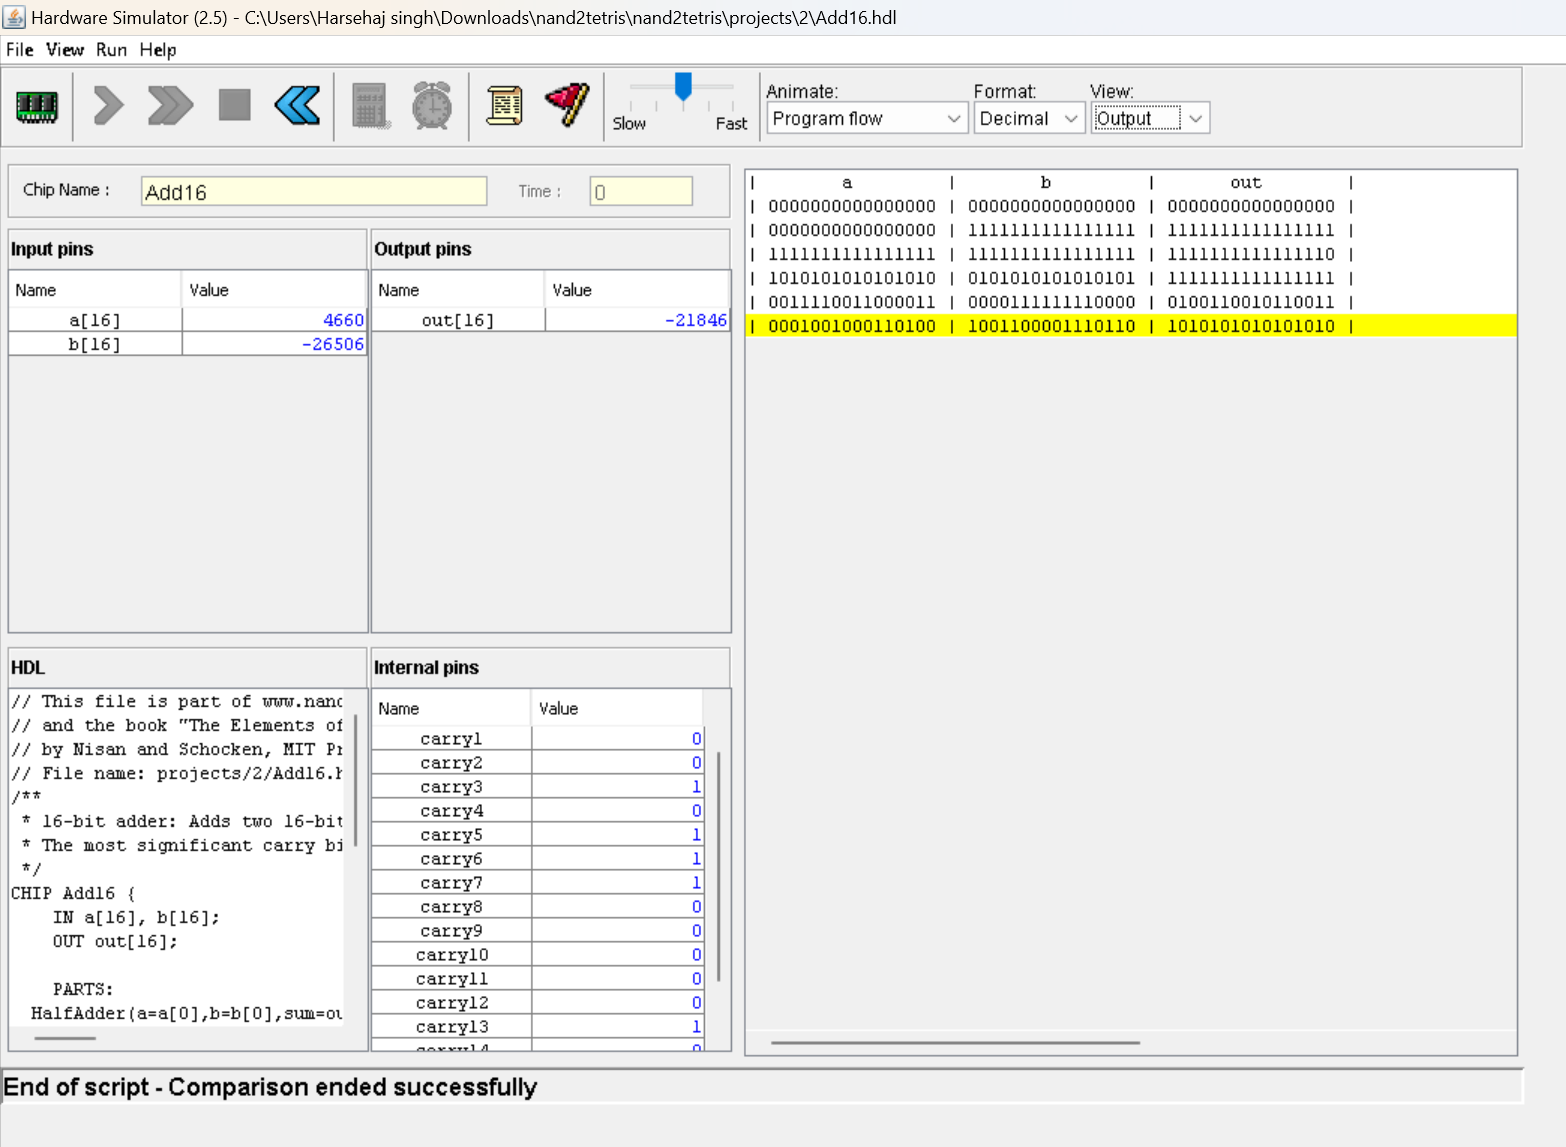 Hardware Simulator (2.5) - C:\Users\Harsehaj singh\Downloads\nand2tetris\nand2tetris\projects\2\Add16.hdl
File View Run Help
Slow Fast
Animate: Format: View:
Program flow Decimal Output
Chip Name : Add16 Time : 0
Input pins
Name Value
a[16] 4660
b[16] -26506
Output pins
Name Value
out[16] -21846
HDL
// This file is part of www.nand
// and the book "The Elements of
// by Nisan and Schocken, MIT Pr
// File name: projects/2/Add16.h
/**
* 16-bit adder: Adds two 16-bit
* The most significant carry bi
*/
CHIP Add16 {
IN a[16], b[16];
OUT out[16];
PARTS:
HalfAdder(a=a[0],b=b[0],sum=ou
Internal pins
Name Value
carry1 0
carry2 0
carry3 1
carry4 0
carry5 1
carry6 1
carry7 1
carry8 0
carry9 0
carry10 0
carry11 0
carry12 0
carry13 1
carry14 0
| a | b | out |
| 0000000000000000 | 0000000000000000 | 0000000000000000 |
| 0000000000000000 | 1111111111111111 | 1111111111111111 |
| 1111111111111111 | 1111111111111111 | 1111111111111110 |
| 1010101010101010 | 0101010101010101 | 1111111111111111 |
| 0011110011000011 | 0000111111110000 | 0100110010110011 |
| 0001001000110100 | 1001100001110110 | 1010101010101010 |
End of script - Comparison ended successfully